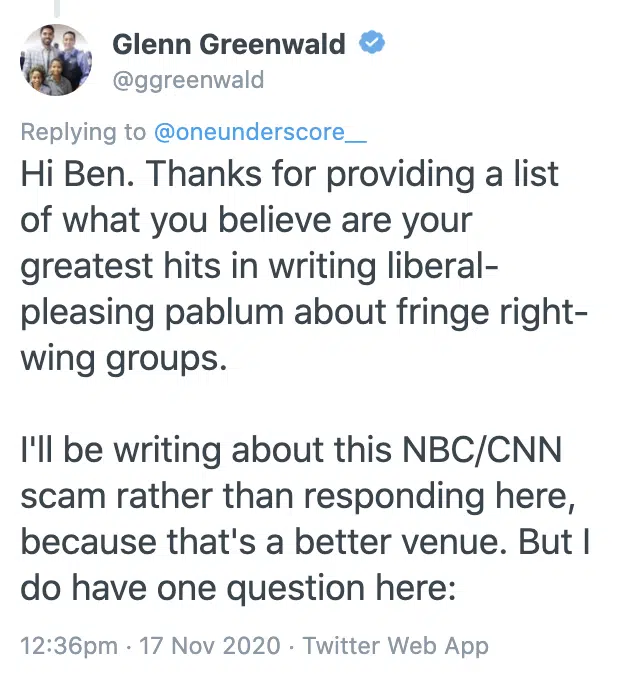 Glenn Greenwald
@ggreenwald
Replying to @oneunderscore__
Hi Ben. Thanks for providing a list
of what you believe are your
greatest hits in writing liberal-
pleasing pablum about fringe right-
wing groups.
I'll be writing about this NBC/CNN
scam rather than responding here,
because that's a better venue. But I
do have one question here:
12:36pm · 17 Nov 2020 · Twitter Web App